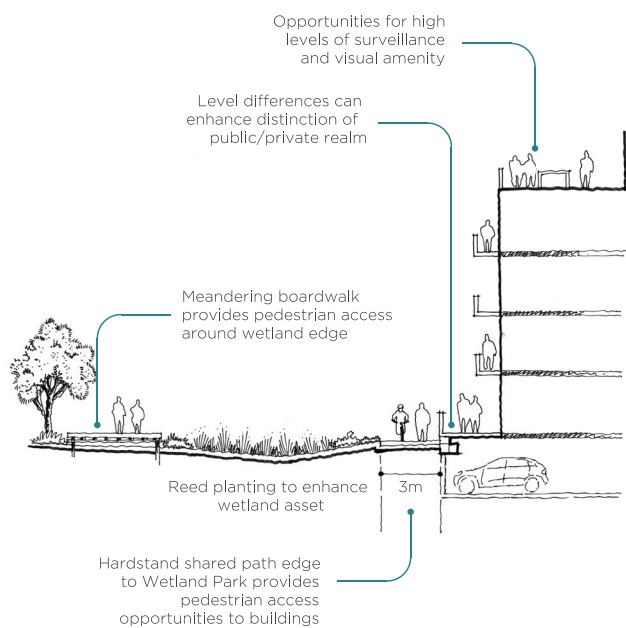 Opportunities for high
levels of surveillance
and visual amenity
Level differences can
enhance distinction of
public/private realm
Meandering boardwalk
provides pedestrian access
around wetland edge
Reed planting to enhance
wetland asset
3m
Hardstand shared path edge
to Wetland Park provides
pedestrian access
opportunities to buildings